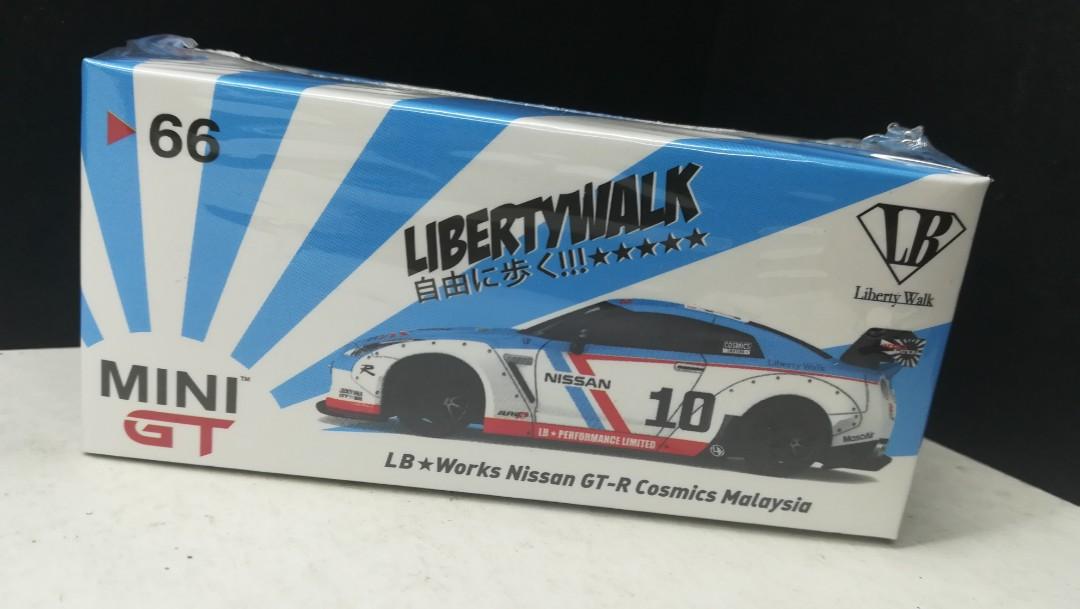 66
LIBERTYWALK
自由に歩く!!!★★★★★
LB
Liberty Walk
MINI
GT™
COSMICS
Liberty Walk
NISSAN
10
LB★PERFORMANCE LIMITED
LB★Works Nissan GT-R Cosmics Malaysia